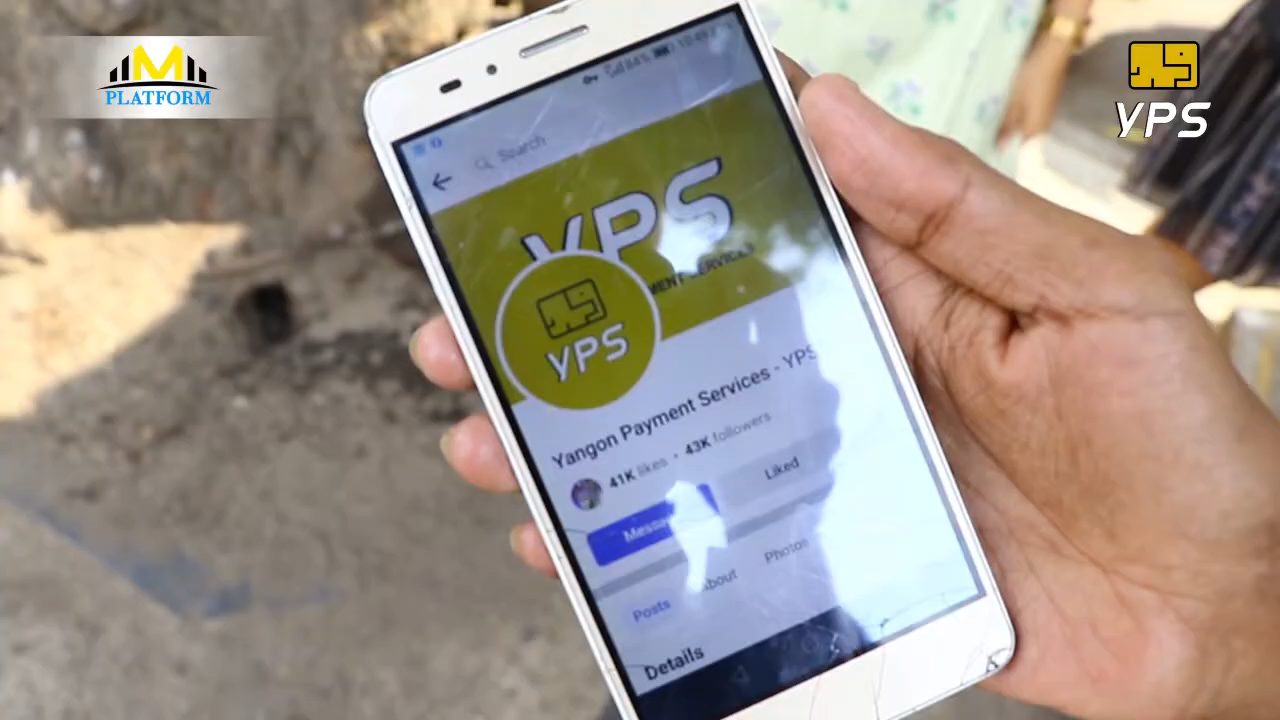 M
PLATFORM
YPS
84%
Search
YPS
MENT SERVICES
YPS
Yangon Payment Services - YPS
41K likes · 43K followers
Liked
Posts
About
Photos
Details